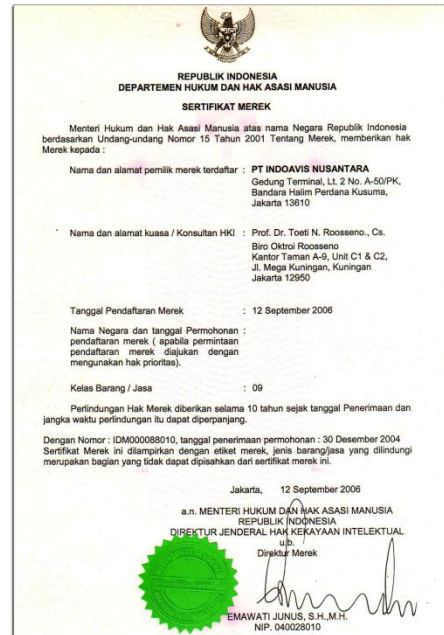 REPUBLIK INDONESIA
DEPARTEMEN HUKUM DAN HAK ASASI MANUSIA
SERTIFIKAT MEREK
Menteri Hukum dan Hak Asasi Manusia atas nama Negara Republik Indonesia
berdasarkan Undang-undang Nomor 15 Tahun 2001 Tentang Merek, memberikan hak
Merek kepada :
Nama dan alamat pemilik merek terdaftar : PT INDOAVIS NUSANTARA
Gedung Terminal, Lt. 2 No. A-50/PK,
Bandara Halim Perdana Kusuma,
Jakarta 13610
Nama dan alamat kuasa / Konsultan HKI : Prof. Dr. Toeti N. Roosseno., Cs.
Biro Oktroi Roosseno
Kantor Taman A-9, Unit C1 & C2,
Jl. Mega Kuningan, Kuningan
Jakarta 12950
Tanggal Pendaftaran Merek : 12 September 2006
Nama Negara dan tanggal Permohonan :
pendaftaran merek ( apabila permintaan
pendaftaran merek diajukan dengan
mengunakan hak prioritas).
Kelas Barang / Jasa : 09
Perlindungan Hak Merek diberikan selama 10 tahun sejak tanggal Penerimaan dan
jangka waktu perlindungan itu dapat diperpanjang.
Dengan Nomor : IDM000088010, tanggal penerimaan permohonan : 30 Desember 2004
Sertifikat Merek ini dilampirkan dengan etiket merek, jenis barang/jasa yang dilindungi
merupakan bagian yang tidak dapat dipisahkan dari sertifikat merek ini.
Jakarta, 12 September 2006
a.n. MENTERI HUKUM DAN HAK ASASI MANUSIA
REPUBLIK INDONESIA
DIREKTUR JENDERAL HAK KEKAYAAN INTELEKTUAL
u.b.
Direktur Merek
EMAWATI JUNUS, S.H.,M.H.
NIP. 040028010